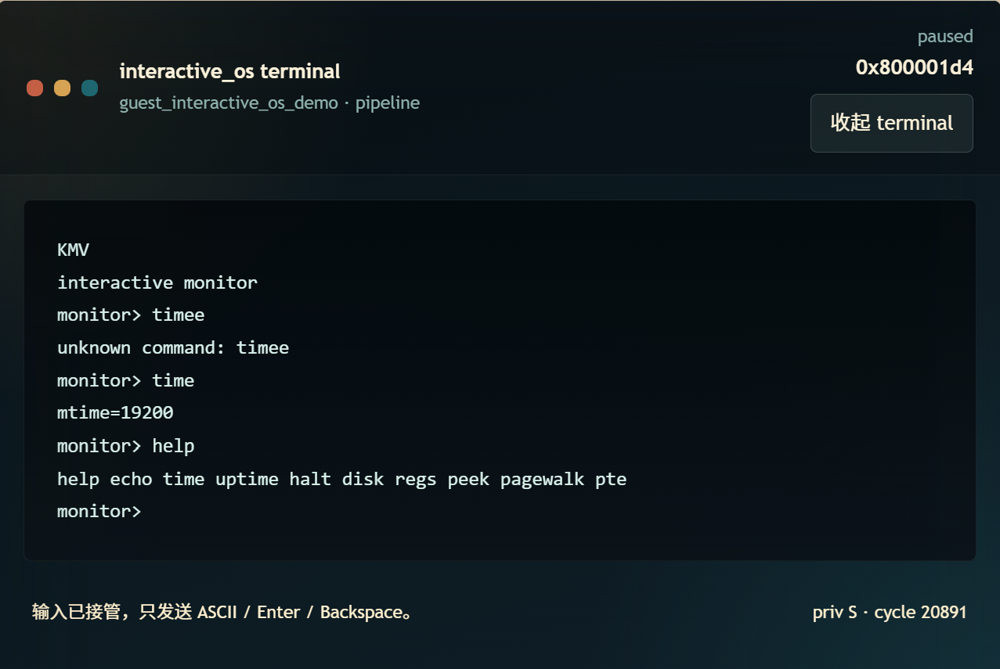 interactive_os terminal
guest_interactive_os_demo · pipeline
paused
0x800001d4
收起 terminal
KMV
interactive monitor
monitor> timee
unknown command: timee
monitor> time
mtime=19200
monitor> help
help echo time uptime halt disk regs peek pagewalk pte
monitor>
输入已接管，只发送 ASCII / Enter / Backspace。
priv S · cycle 20891